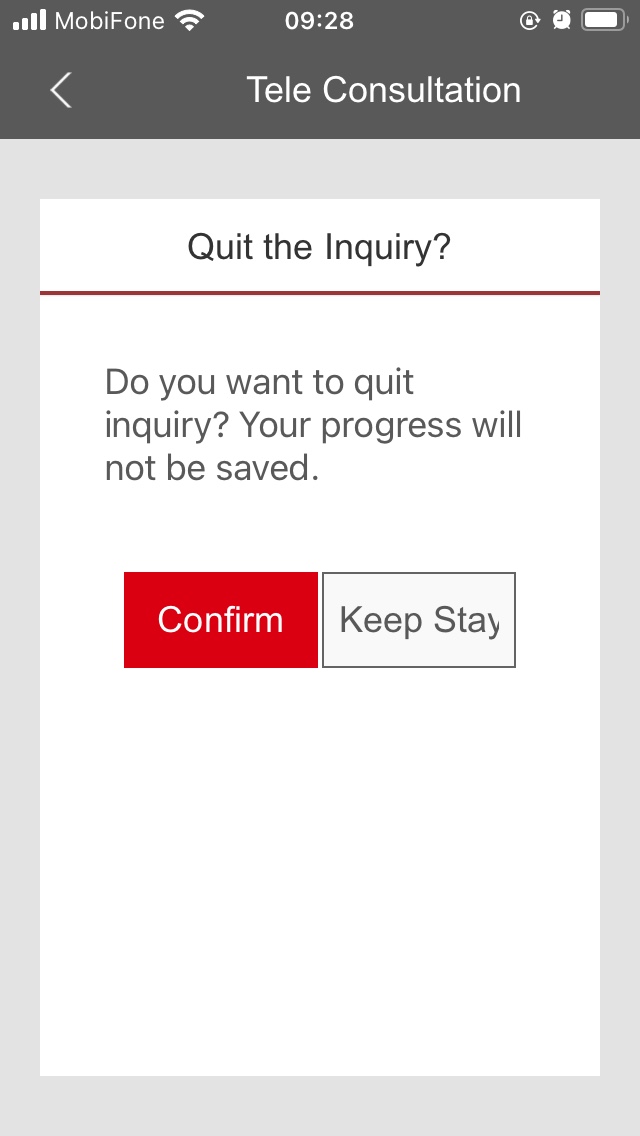 MobiFone 09:28
Tele Consultation
Quit the Inquiry?
Do you want to quit
inquiry? Your progress will
not be saved.
Confirm Keep Stay